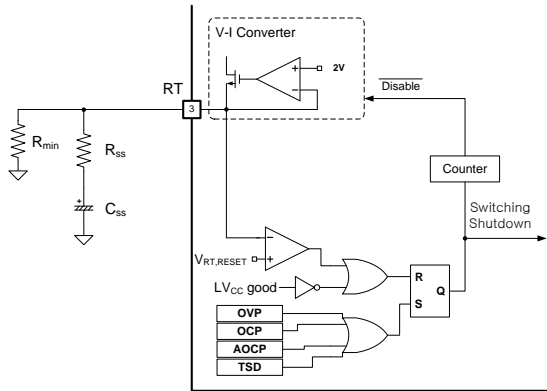 V-I Converter
2V
RT
3
Disable
Rmin
Rss
Css
Counter
Switching
Shutdown
VRT,RESET
LVCC good
R
Q
S
OVP
OCP
AOCP
TSD